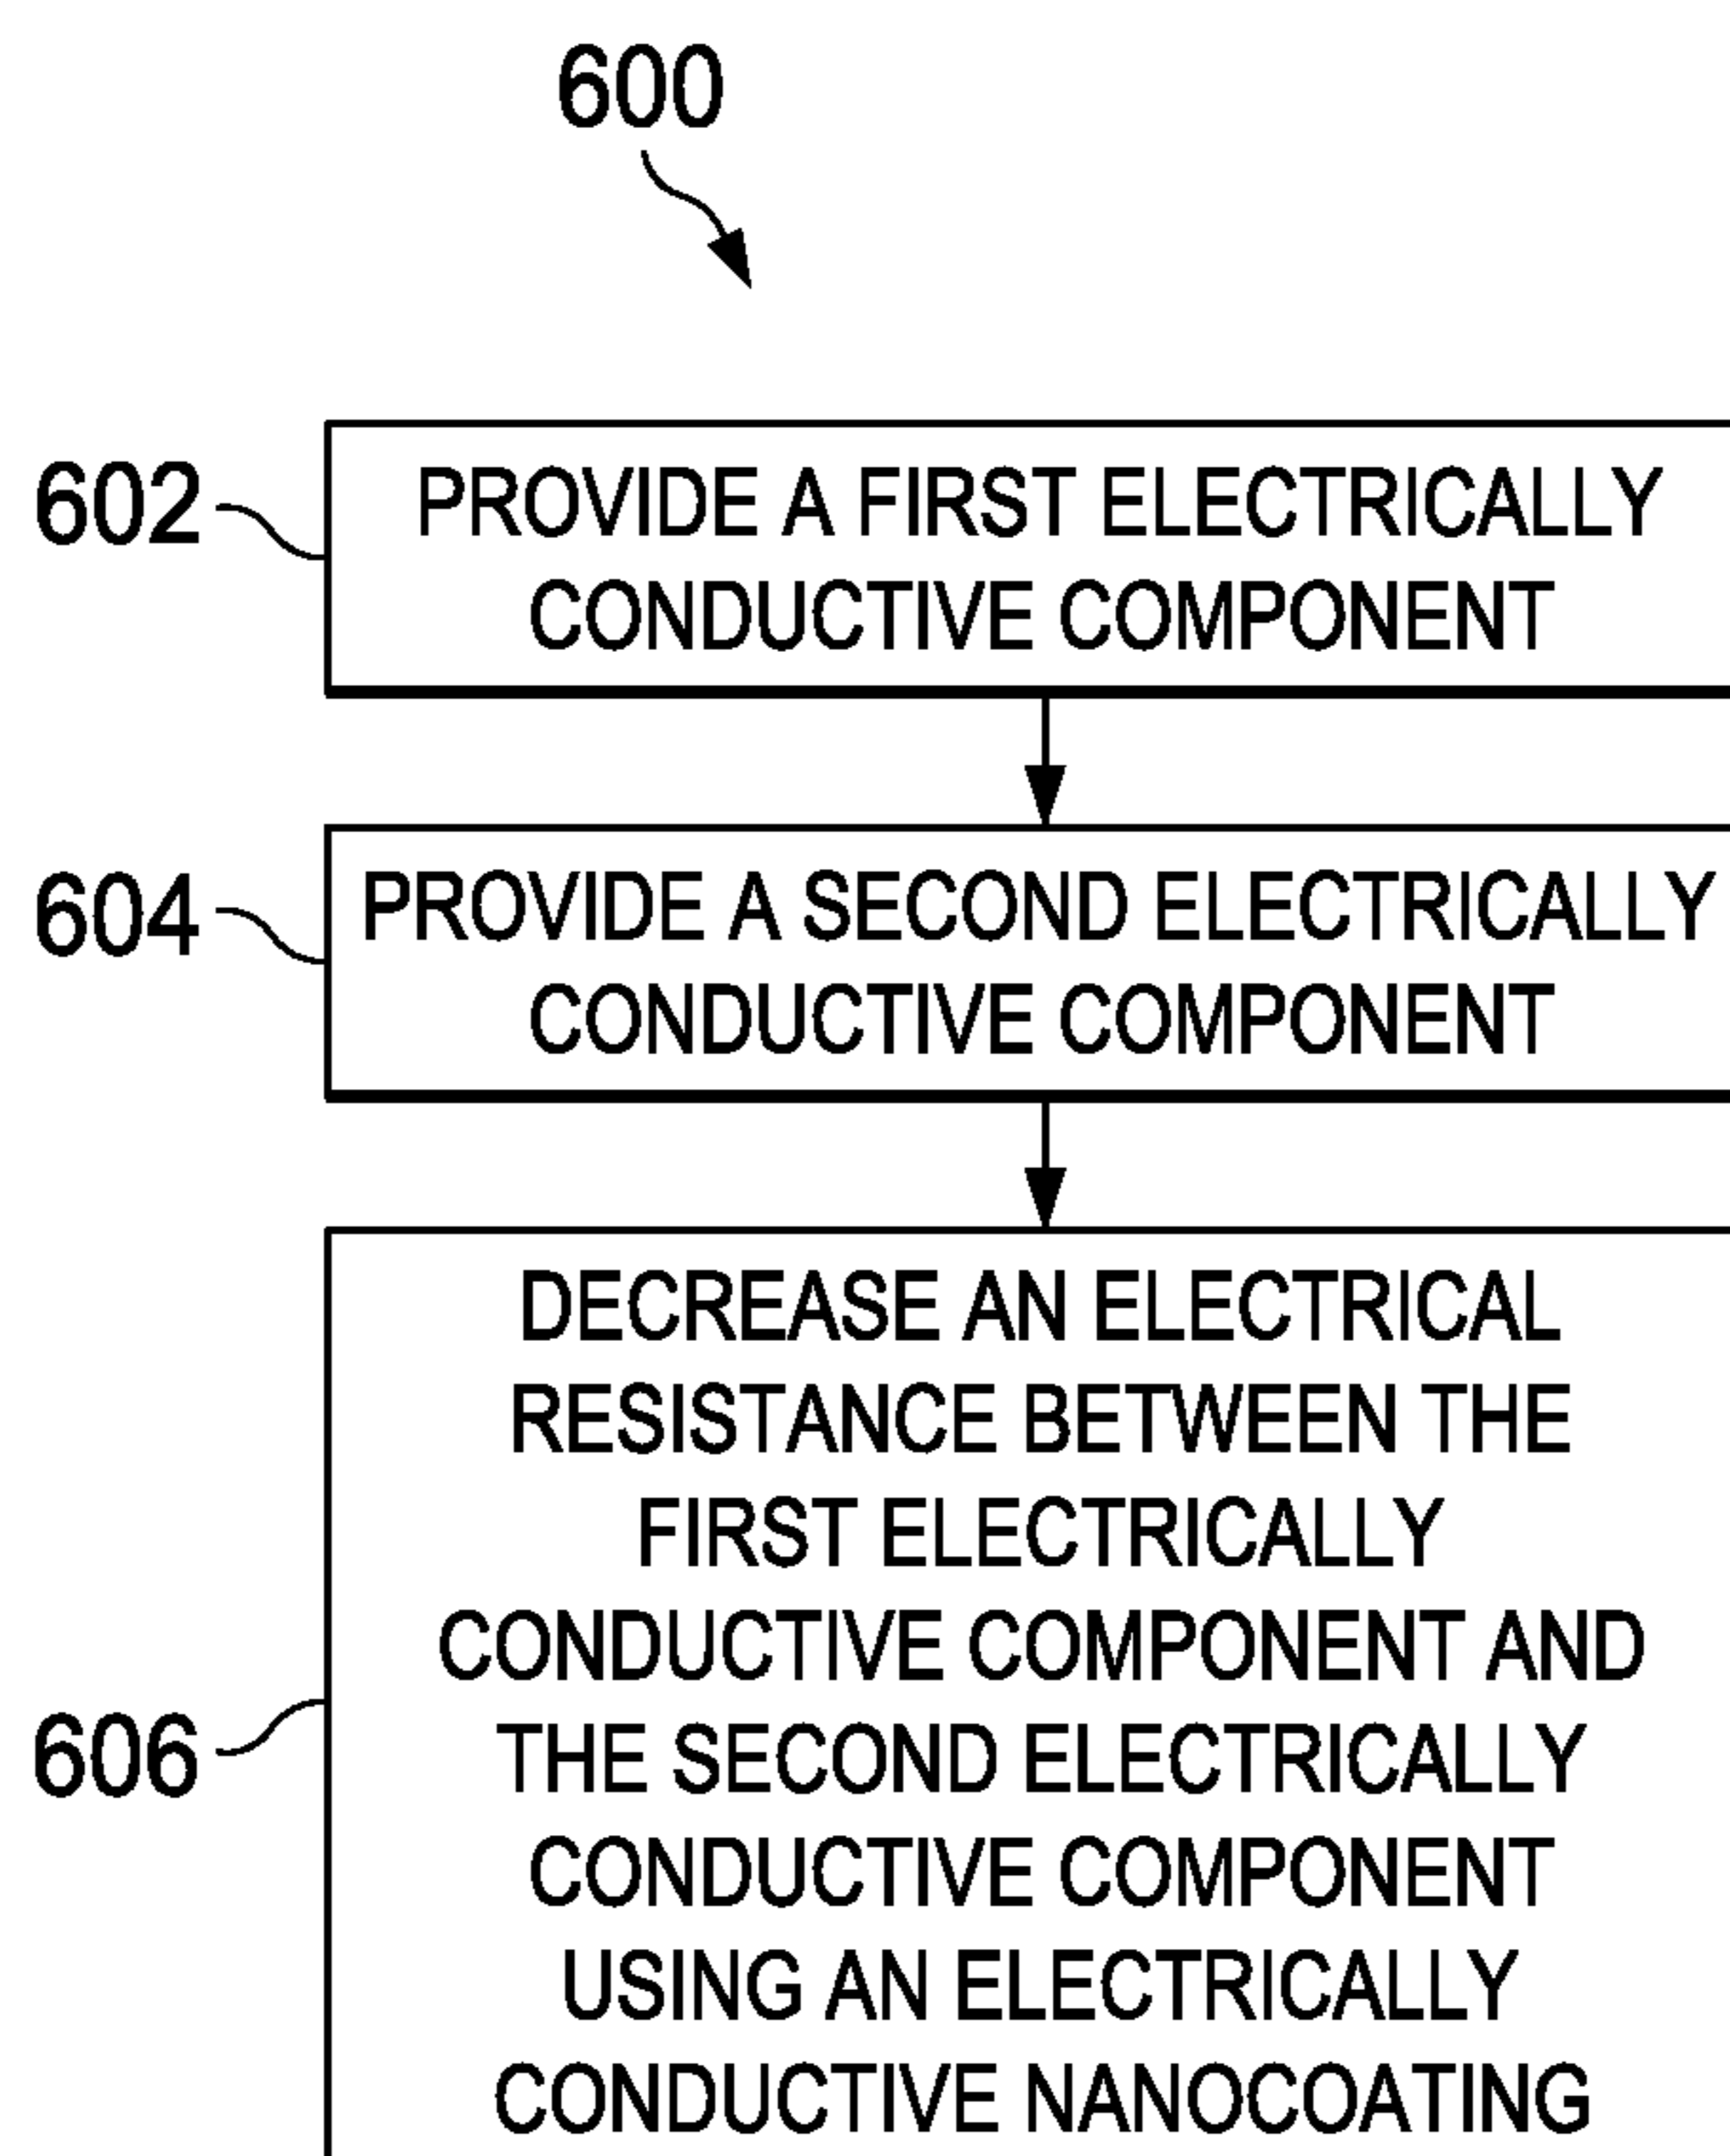 600
602
PROVIDE A FIRST ELECTRICALLY
CONDUCTIVE COMPONENT
604
PROVIDE A SECOND ELECTRICALLY
CONDUCTIVE COMPONENT
606
DECREASE AN ELECTRICAL
RESISTANCE BETWEEN THE
FIRST ELECTRICALLY
CONDUCTIVE COMPONENT AND
THE SECOND ELECTRICALLY
CONDUCTIVE COMPONENT
USING AN ELECTRICALLY
CONDUCTIVE NANOCOATING